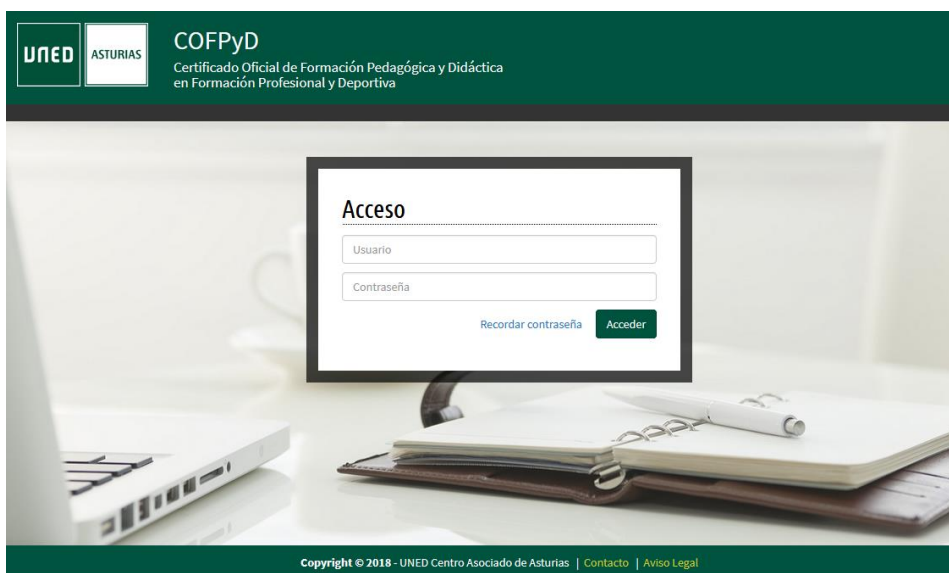 UNED
ASTURIAS
COFPyD
Certificado Oficial de Formación Pedagógica y Didáctica
en Formación Profesional y Deportiva
Acceso
Usuario
Contraseña
Recordar contraseña
Acceder
Copyright © 2018 - UNED Centro Asociado de Asturias | Contacto | Aviso Legal